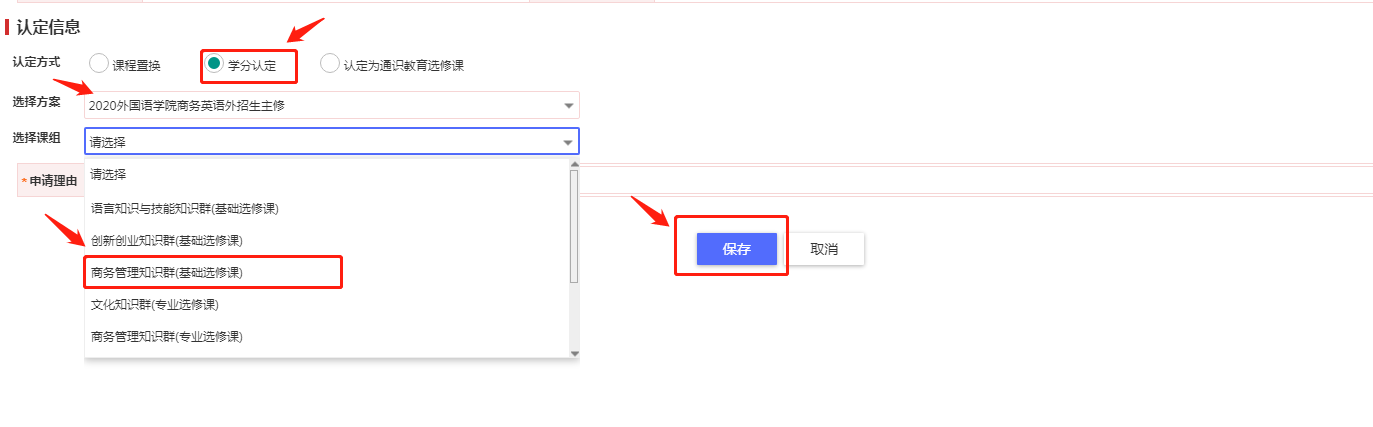 认定信息
认定方式 课程置换 学分认定 认定为通识教育选修课
选择方案 2020外国语学院商务英语外招生主修
选择课组 请选择
请选择
*申请理由
语言知识与技能知识群(基础选修课)
创新创业知识群(基础选修课)
保存 取消
商务管理知识群(基础选修课)
文化知识群(专业选修课)
商务管理知识群(专业选修课)